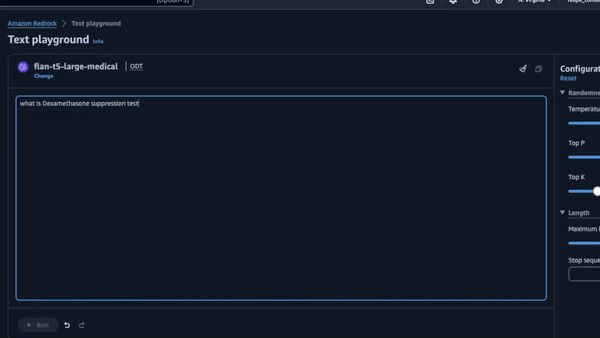 [Option+S]
Amazon Bedrock > Text playground
Text playground Info
flan-t5-large-medical | ODT
Change
what is Dexamethasone suppression test
Run
Configurat
Reset
Randomne
Temperatu
Top P
Top K
Length
Maximum l
Stop seque